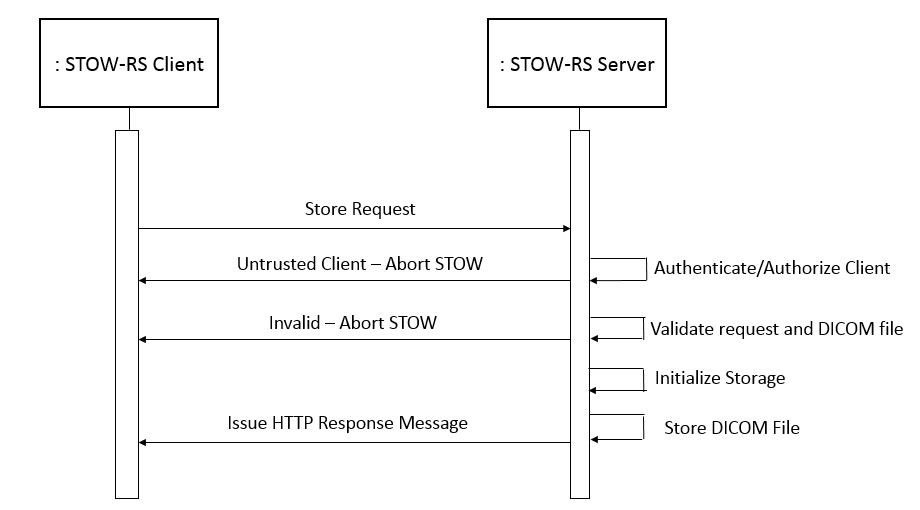 : STOW-RS Client
: STOW-RS Server
Store Request
Untrusted Client – Abort STOW
Authenticate/Authorize Client
Invalid – Abort STOW
Validate request and DICOM file
Initialize Storage
Issue HTTP Response Message
Store DICOM File